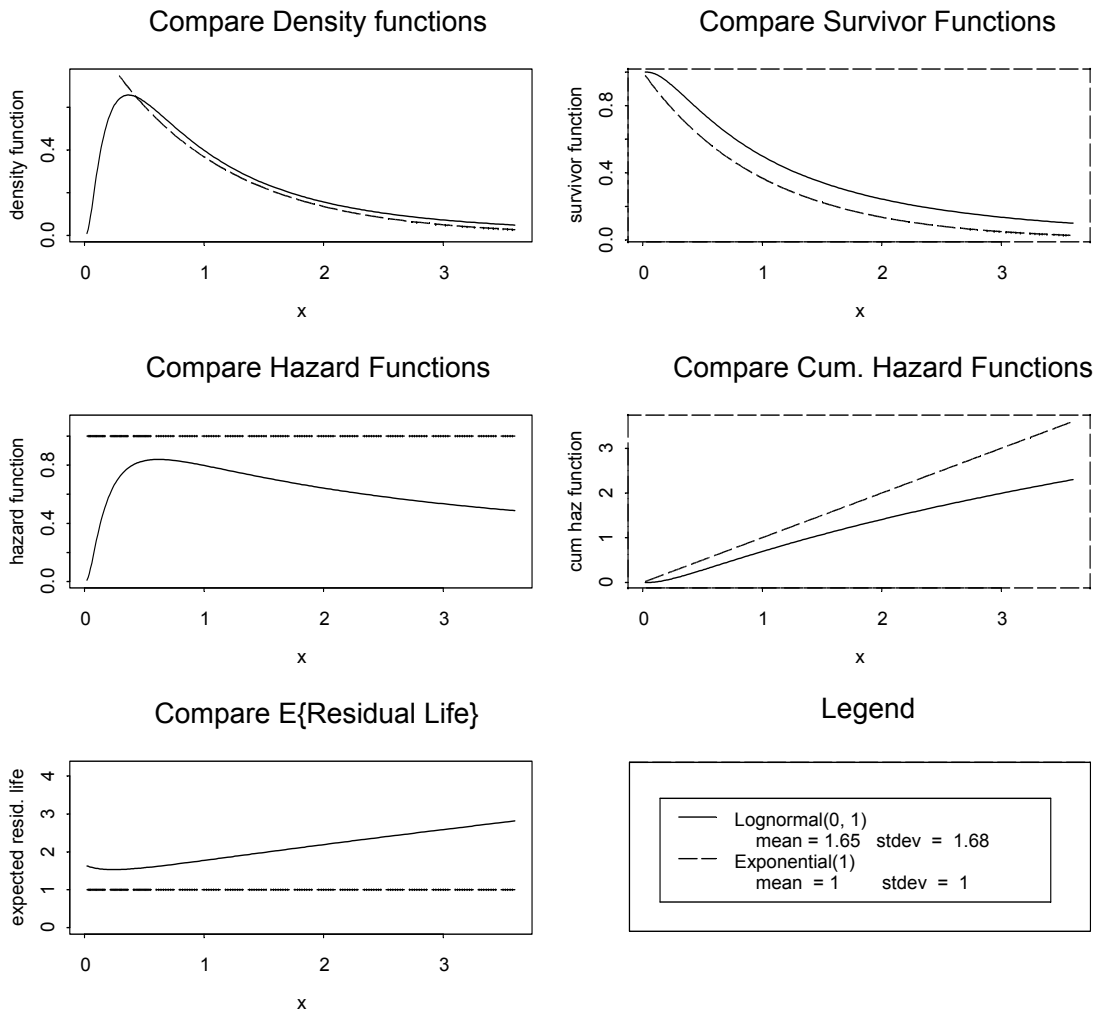 Compare Density functions
density function
0.0 0.4
0 1 2 3
x
Compare Survivor Functions
survivor function
0.0 0.4 0.8
0 1 2 3
x
Compare Hazard Functions
hazard function
0.0 0.4 0.8
0 1 2 3
x
Compare Cum. Hazard Functions
cum haz function
0 1 2 3
0 1 2 3
x
Compare E{Residual Life}
expected resid. life
0 1 2 3 4
0 1 2 3
x
Legend
Lognormal(0, 1)
mean = 1.65 stdev = 1.68
Exponential(1)
mean = 1 stdev = 1